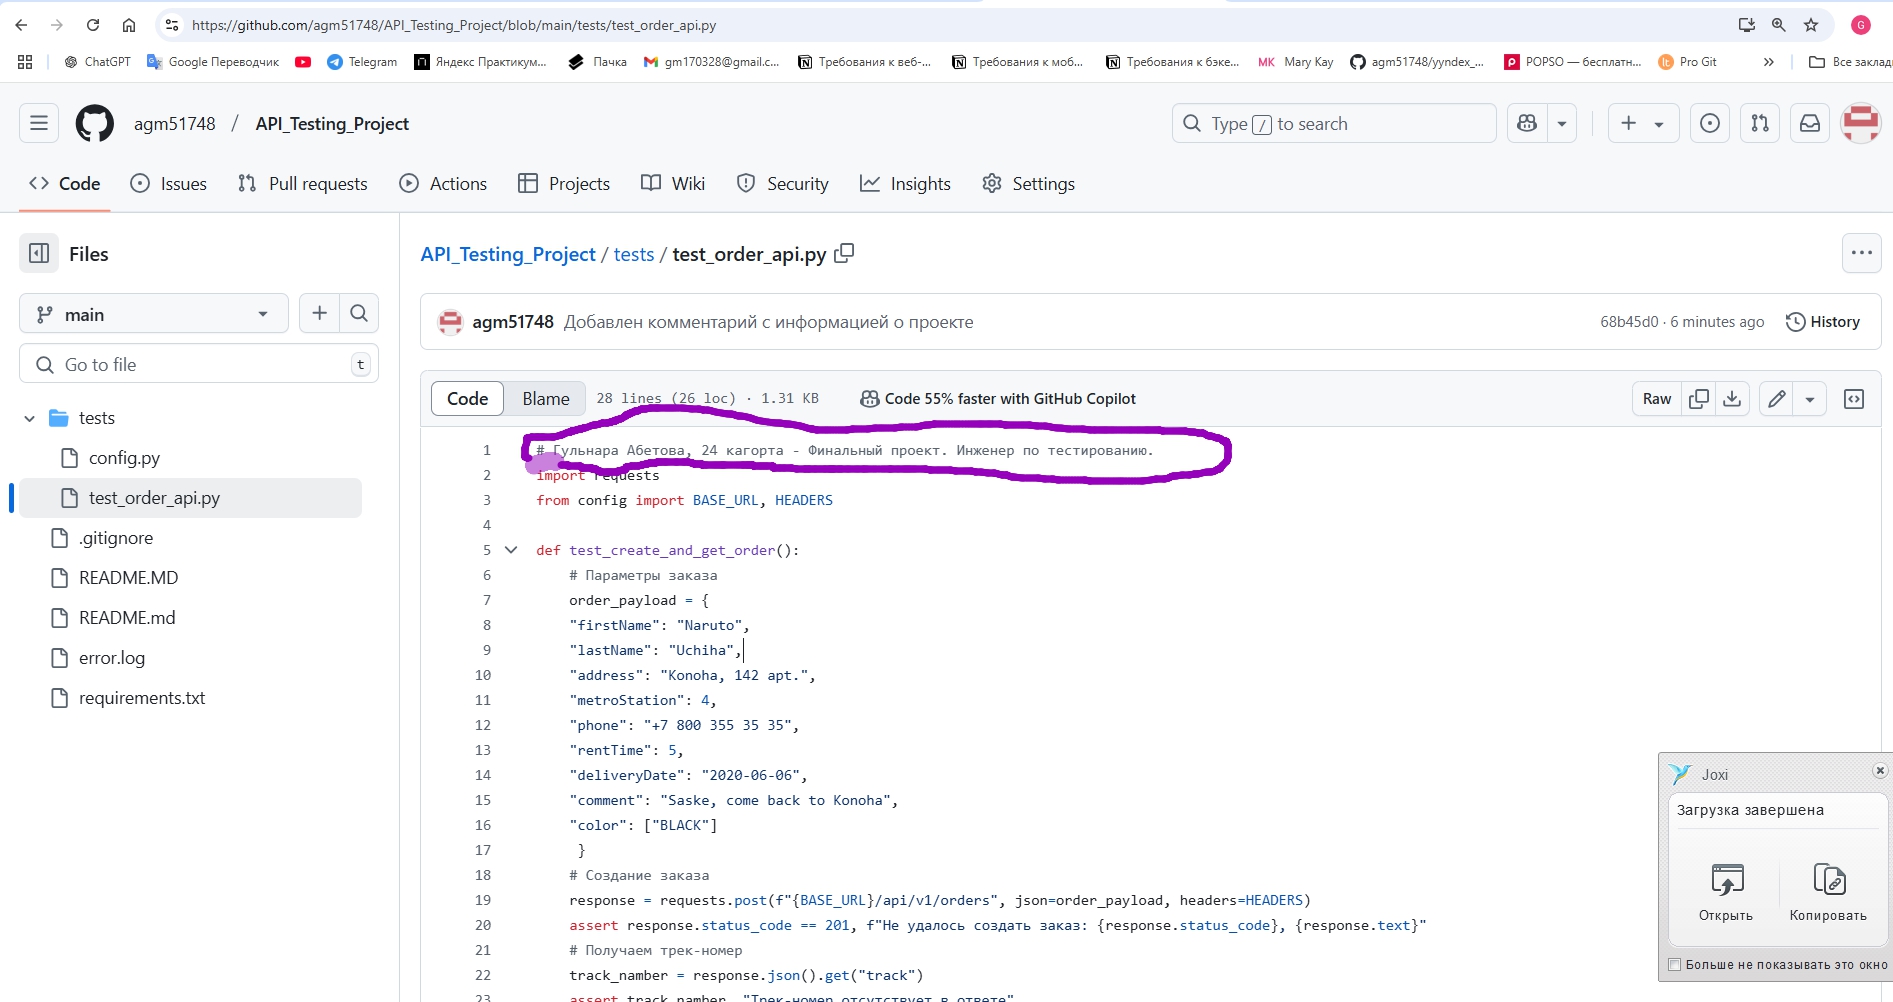 https://github.com/agm51748/API_Testing_Project/blob/main/tests/test_order_api.py
G
ChatGPT Google Переводчик Telegram Яндекс Практикум... Пачка gm170328@gmail.c... Требования к веб-... Требования к моб... Требования к бэке... MK Mary Kay agm51748/yyndex_... POPSO — бесплатн... Pro Git Все заклад
agm51748 / API_Testing_Project
Type / to search
Code Issues Pull requests Actions Projects Wiki Security Insights Settings
Files
main
Go to file t
tests
config.py
test_order_api.py
.gitignore
README.MD
README.md
error.log
requirements.txt
API_Testing_Project / tests / test_order_api.py
agm51748 Добавлен комментарий с информацией о проекте
68b45d0 · 6 minutes ago History
Code Blame 28 lines (26 loc) · 1.31 KB Code 55% faster with GitHub Copilot Raw
1 # Гульнара Абетова, 24 кагорта - Финальный проект. Инженер по тестированию.
2 import requests
3 from config import BASE_URL, HEADERS
4
5 def test_create_and_get_order():
6 # Параметры заказа
7 order_payload = {
8 "firstName": "Naruto",
9 "lastName": "Uchiha",
10 "address": "Konoha, 142 apt.",
11 "metroStation": 4,
12 "phone": "+7 800 355 35 35",
13 "rentTime": 5,
14 "deliveryDate": "2020-06-06",
15 "comment": "Saske, come back to Konoha",
16 "color": ["BLACK"]
17 }
18 # Создание заказа
19 response = requests.post(f"{BASE_URL}/api/v1/orders", json=order_payload, headers=HEADERS)
20 assert response.status_code == 201, f"Не удалось создать заказ: {response.status_code}, {response.text}"
21 # Получаем трек-номер
22 track_namber = response.json().get("track")
23 assert track_namber, "Трек-номер отсутствует в ответе"
Joxi
Загрузка завершена
Открыть Копировать
Больше не показывать это окно